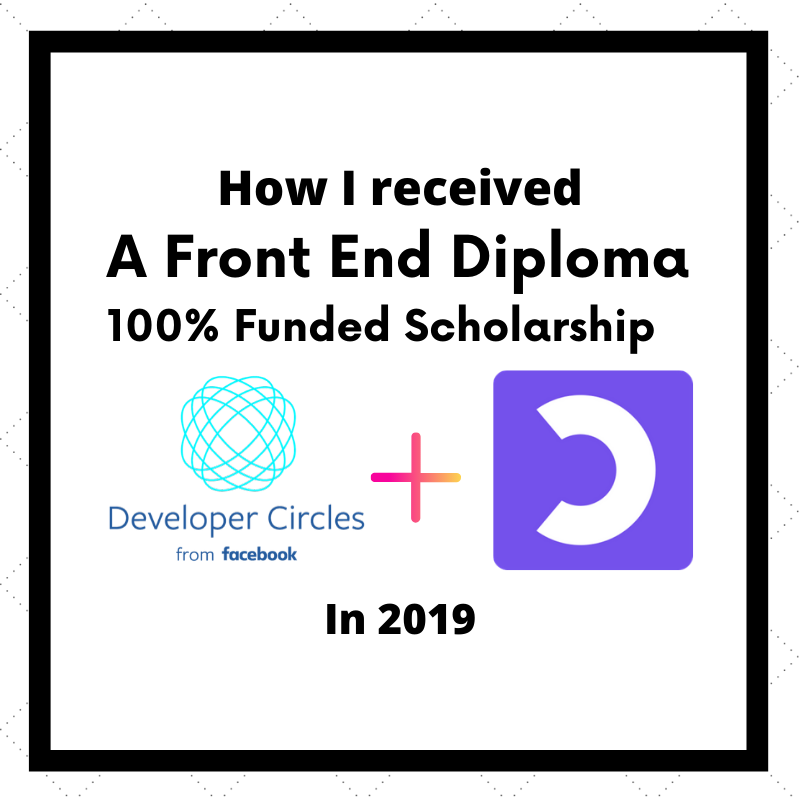 How I received
A Front End Diploma
100% Funded Scholarship
Developer Circles
from facebook
In 2019